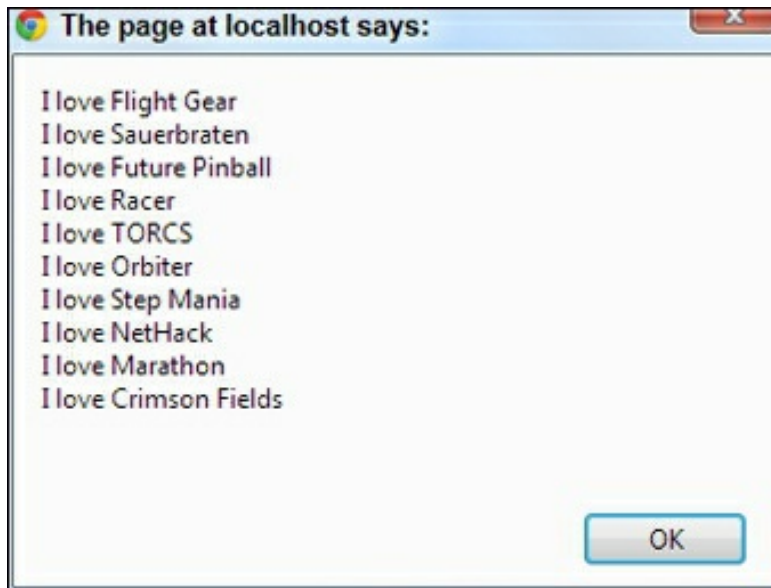 The page at localhost says:
I love Flight Gear
I love Sauerbraten
I love Future Pinball
I love Racer
I love TORCS
I love Orbiter
I love Step Mania
I love NetHack
I love Marathon
I love Crimson Fields
OK